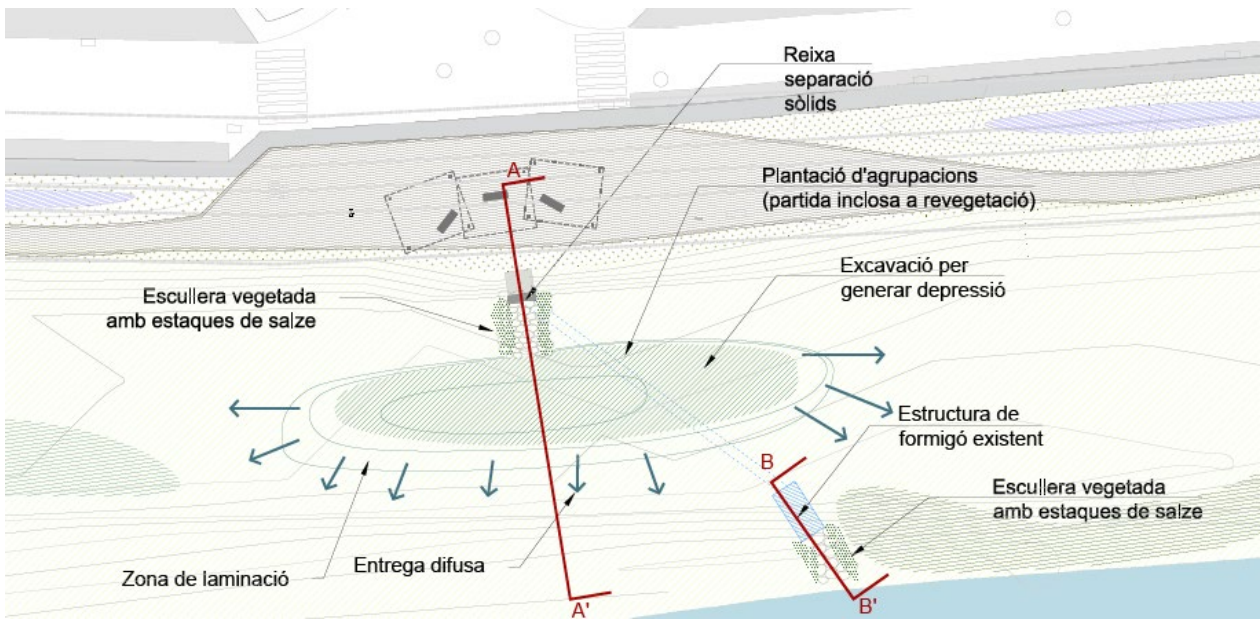 Reixa
separació
sòlids
A
Plantació d'agrupacions
(partida inclosa a revegetació)
Escullera vegetada
amb estaques de salze
Excavació per
generar depressió
Estructura de
formigó existent
B
Escullera vegetada
amb estaques de salze
Zona de laminació
Entrega difusa
A'
B'